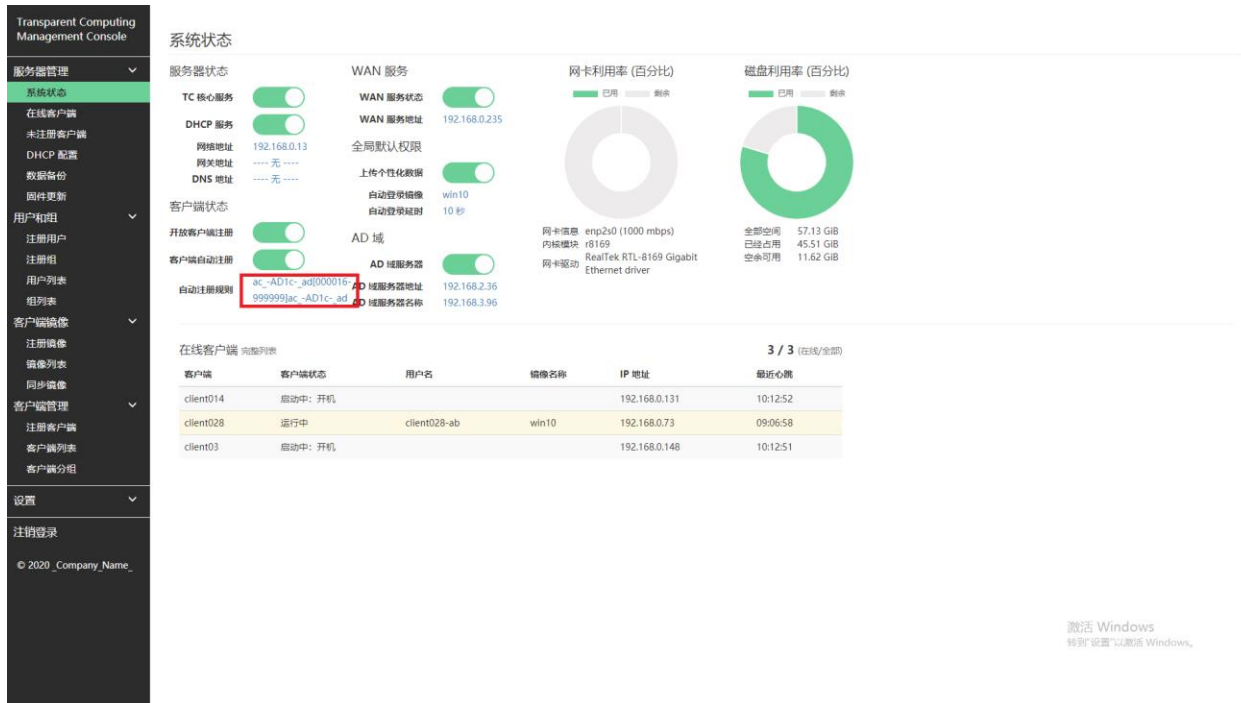 Transparent Computing
Management Console
服务器管理
系统状态
在线客户端
未注册客户端
DHCP 配置
数据备份
固件更新
用户和组
注册用户
注册组
用户列表
组列表
客户端镜像
注册镜像
镜像列表
同步镜像
客户端管理
注册客户端
客户端列表
客户端分组
设置
注销登录
© 2020 _Company_Name_
系统状态
服务器状态
TC 核心服务
DHCP 服务
网络地址 192.168.0.13
网关地址 ---- 无 ----
DNS 地址 ---- 无 ----
客户端状态
开放客户端注册
客户端自动注册
自动注册规则 ac_-AD1c-_ad[000016-
999999]ac_-AD1c-_ad
WAN 服务
WAN 服务状态
WAN 服务地址 192.168.0.235
全局默认权限
上传个性化数据
自动登录镜像 win10
自动登录延时 10 秒
AD 域
AD 域服务器
AD 域服务器地址 192.168.2.36
AD 域服务器名称 192.168.3.96
网卡利用率 (百分比)
已用 剩余
网卡信息 enp2s0 (1000 mbps)
内核模块 r8169
网卡驱动 RealTek RTL-8169 Gigabit
Ethernet driver
磁盘利用率 (百分比)
已用 剩余
全部空间 57.13 GiB
已经占用 45.51 GiB
空余可用 11.62 GiB
在线客户端 完整列表 3 / 3 (在线/全部)
客户端 客户端状态 用户名 镜像名称 IP 地址 最近心跳
client014 启动中：开机 192.168.0.131 10:12:52
client028 运行中 client028-ab win10 192.168.0.73 09:06:58
client03 启动中：开机 192.168.0.148 10:12:51
激活 Windows
转到"设置"以激活 Windows。